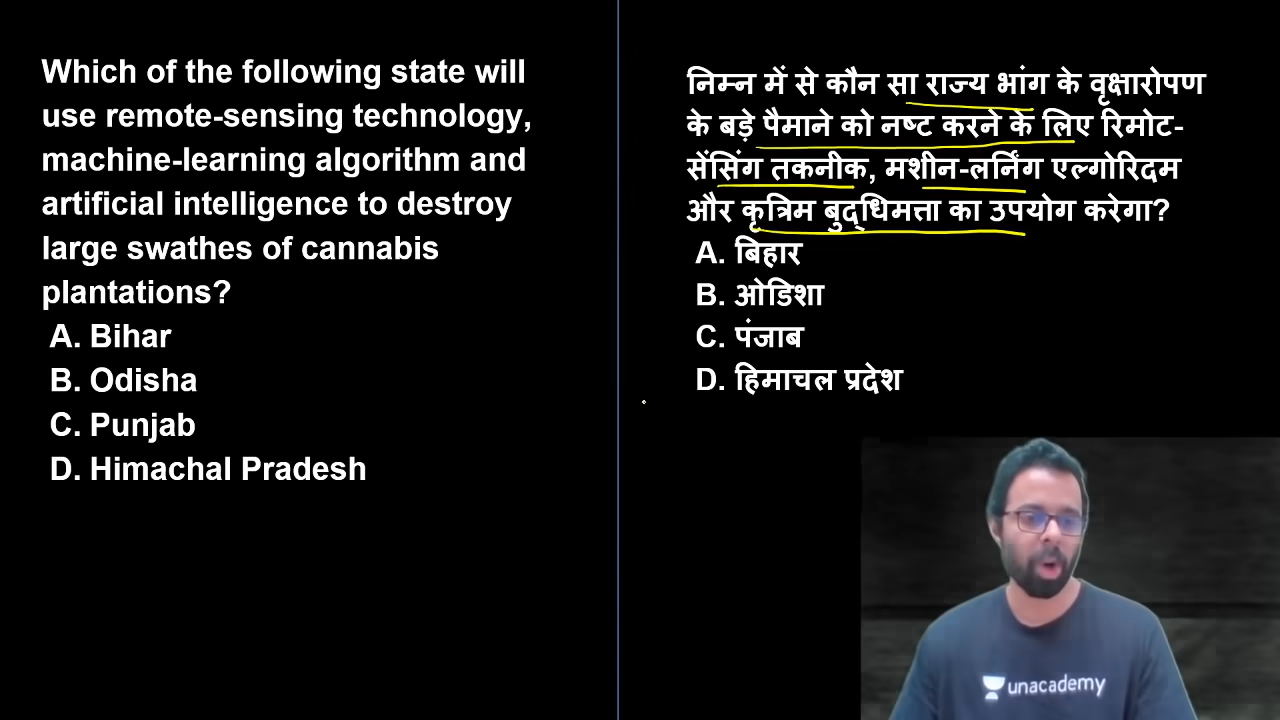 Which of the following state will
use remote-sensing technology,
machine-learning algorithm and
artificial intelligence to destroy
large swathes of cannabis
plantations?
A. Bihar
B. Odisha
C. Punjab
D. Himachal Pradesh
निम्न में से कौन सा राज्य भांग के वृक्षारोपण
के बड़े पैमाने को नष्ट करने के लिए रिमोट-
सेंसिंग तकनीक, मशीन-लर्निंग एल्गोरिदम
और कृत्रिम बुद्धिमत्ता का उपयोग करेगा?
A. बिहार
B. ओडिशा
C. पंजाब
D. हिमाचल प्रदेश
unacademy